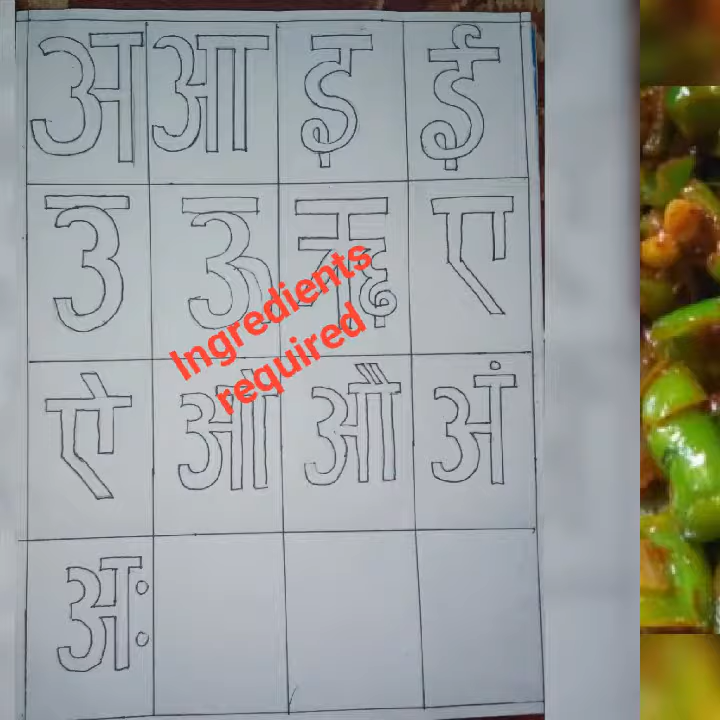 अ आ इ ई
उ ऊ ऋ ए
Ingredients
required
ऐ ओ औ अं
अः